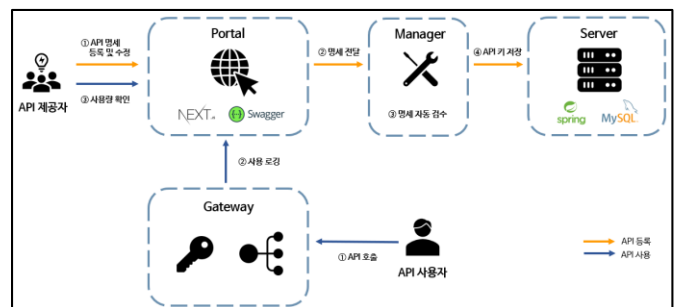 Portal
Manager
Server
① API 명세
등록 및 수정
② 명세 전달
④ API 키 저장
③ 사용량 확인
API 제공자
NEXT.JS
Swagger
③ 명세 자동 검수
spring
MySQL
② 사용 로깅
Gateway
① API 호출
API 사용자
API 등록
API 사용